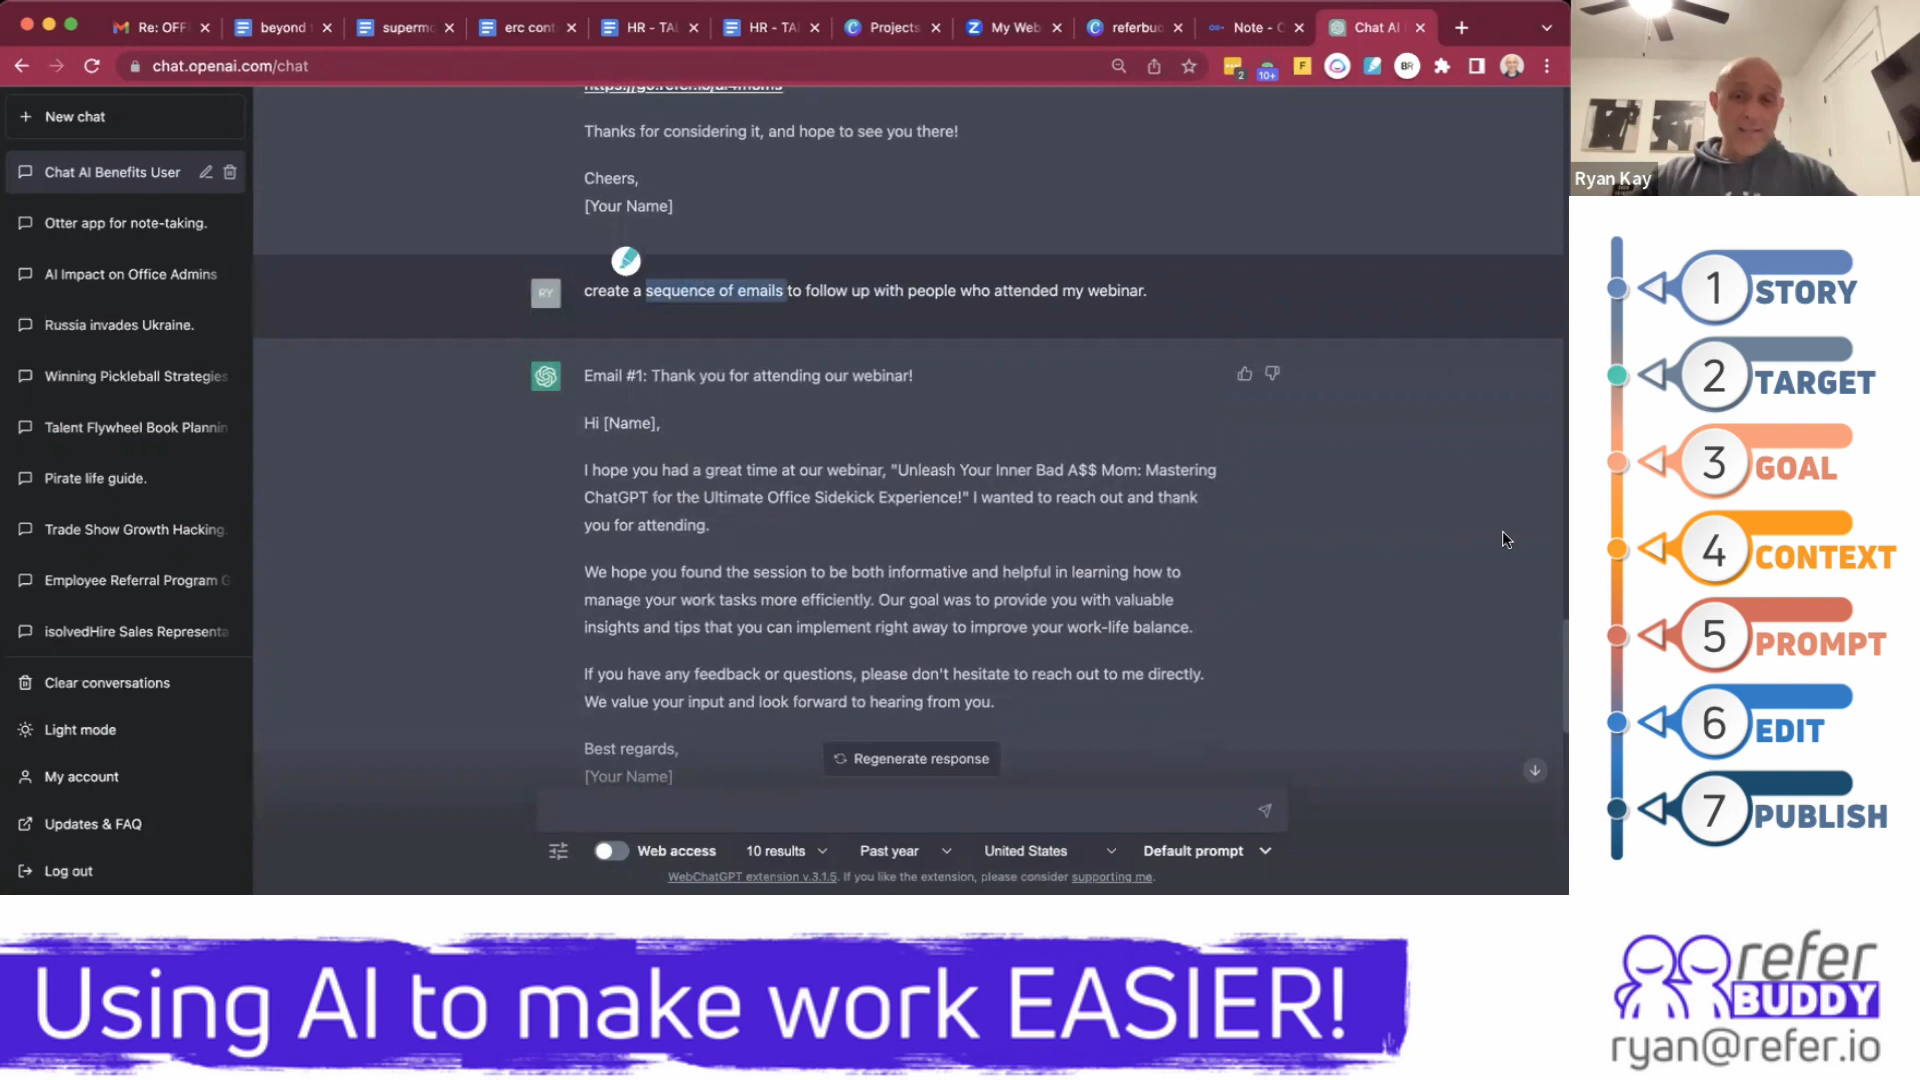 Re: OFF
beyond
superm
erc cont
HR - TA
HR - TA
Projects
My Web
referbud
Note - C
Chat AI
chat.openai.com/chat
2
10+
F
BR
New chat
Chat AI Benefits User
Otter app for note-taking.
AI Impact on Office Admins
Russia invades Ukraine.
Winning Pickleball Strategies
Talent Flywheel Book Plannin
Pirate life guide.
Trade Show Growth Hacking.
Employee Referral Program G
isolvedHire Sales Representa
Clear conversations
Light mode
My account
Updates & FAQ
Log out
Thanks for considering it, and hope to see you there!
Cheers,
[Your Name]
RY
create a sequence of emails to follow up with people who attended my webinar.
Email #1: Thank you for attending our webinar!
Hi [Name],
I hope you had a great time at our webinar, "Unleash Your Inner Bad A$$ Mom: Mastering
ChatGPT for the Ultimate Office Sidekick Experience!" I wanted to reach out and thank
you for attending.
We hope you found the session to be both informative and helpful in learning how to
manage your work tasks more efficiently. Our goal was to provide you with valuable
insights and tips that you can implement right away to improve your work-life balance.
If you have any feedback or questions, please don't hesitate to reach out to me directly.
We value your input and look forward to hearing from you.
Best regards,
[Your Name]
Regenerate response
Web access
10 results
Past year
United States
Default prompt
WebChatGPT extension v.3.1.5. If you like the extension, please consider supporting me.
Ryan Kay
1 STORY
2 TARGET
3 GOAL
4 CONTEXT
5 PROMPT
6 EDIT
7 PUBLISH
Using AI to make work EASIER!
refer
BUDDY
ryan@refer.io